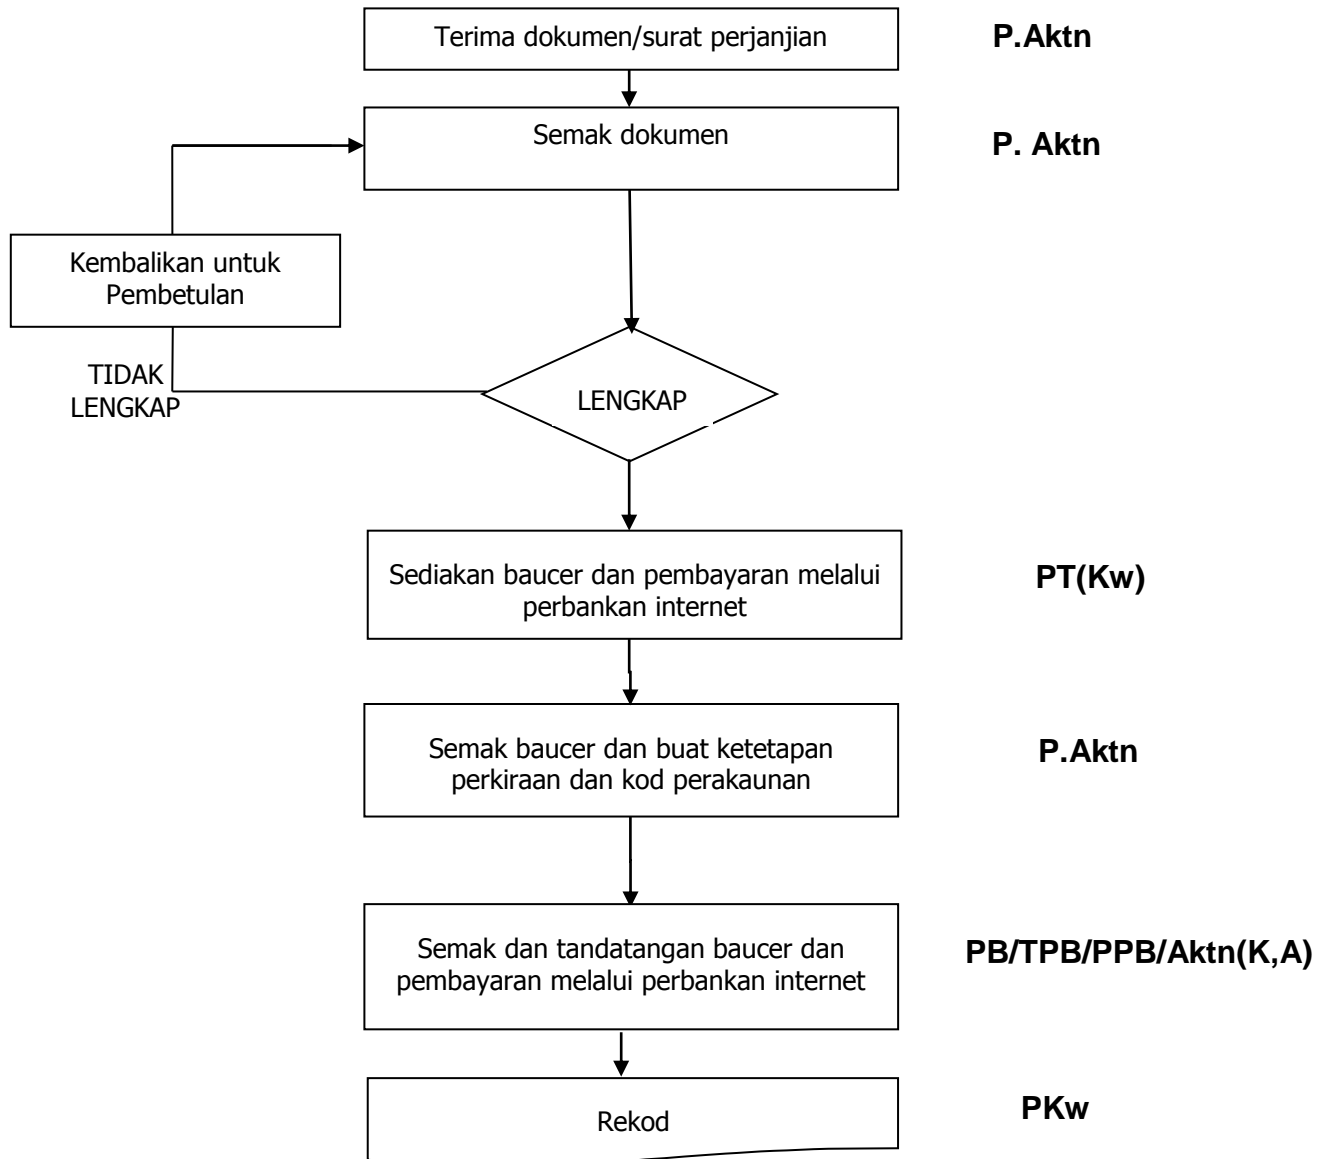 Terima dokumen/surat perjanjian
P.Aktn
Semak dokumen
P. Aktn
Kembalikan untuk
Pembetulan
TIDAK
LENGKAP
LENGKAP
Sediakan baucer dan pembayaran melalui
perbankan internet
PT(Kw)
Semak baucer dan buat ketetapan
perkiraan dan kod perakaunan
P.Aktn
Semak dan tandatangan baucer dan
pembayaran melalui perbankan internet
PB/TPB/PPB/Aktn(K,A)
Rekod
PKw